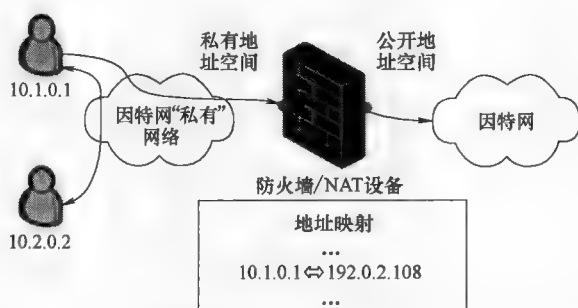 私有地
址空间
公开地
址空间
10.1.0.1
因特网“私有”
网络
因特网
防火墙/NAT设备
10.2.0.2
地址映射
...
10.1.0.1⇔192.0.2.108
...